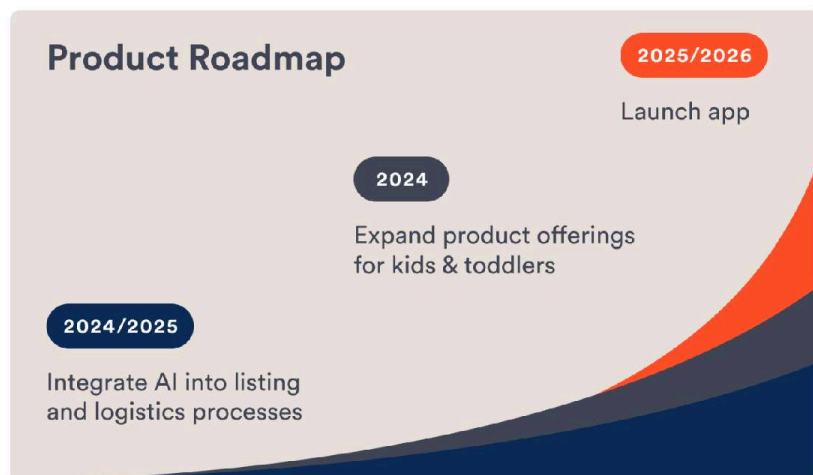 Product Roadmap
2025/2026
Launch app
2024
Expand product offerings
for kids & toddlers
2024/2025
Integrate AI into listing
and logistics processes